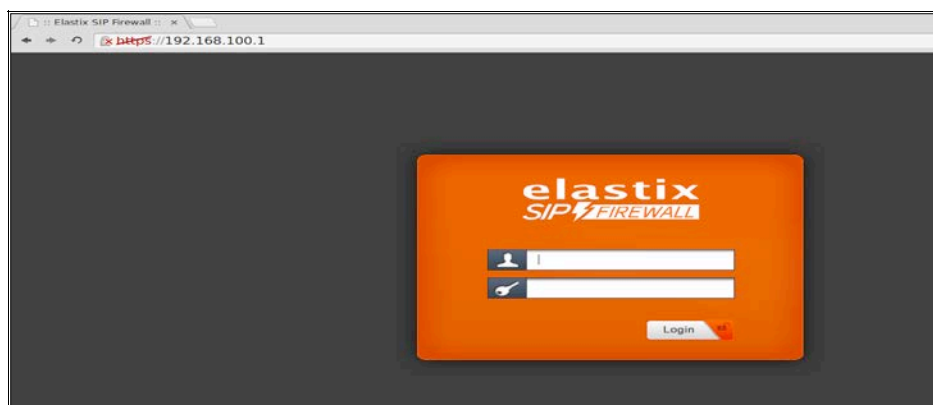 :: Elastix SIP Firewall ::
https://192.168.100.1
elastix
SIP FIREWALL
Login